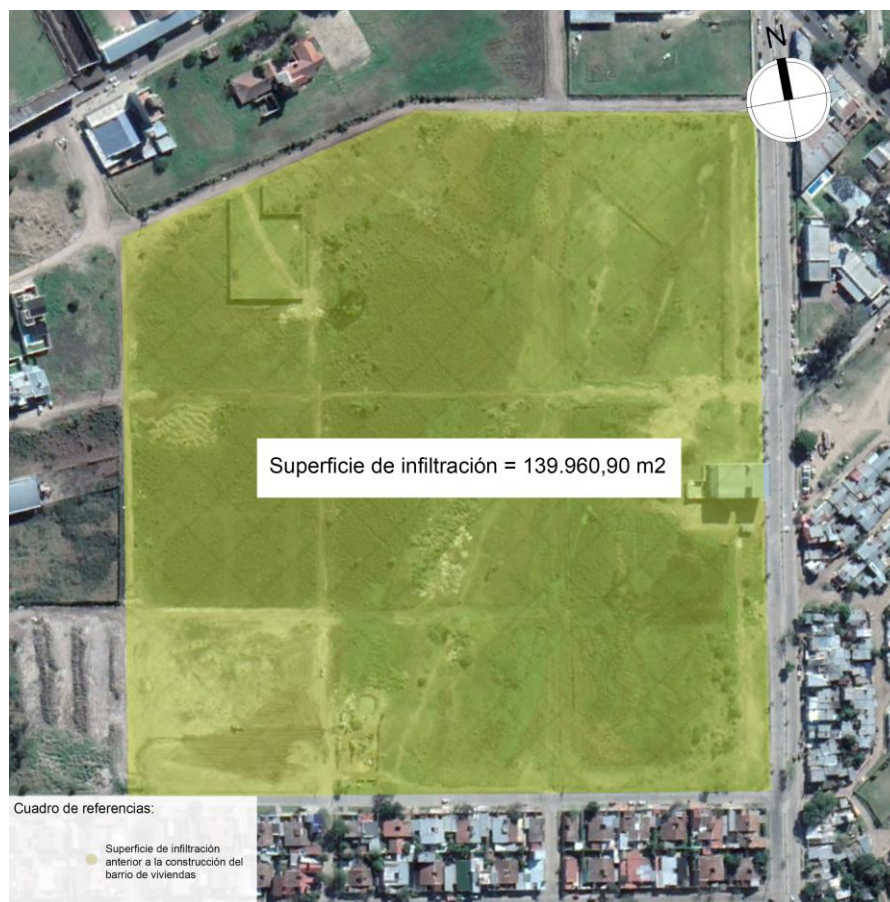 N
Superficie de infiltración = 139.960,90 m2
Cuadro de referencias:
Superficie de infiltración
anterior a la construcción del
barrio de viviendas